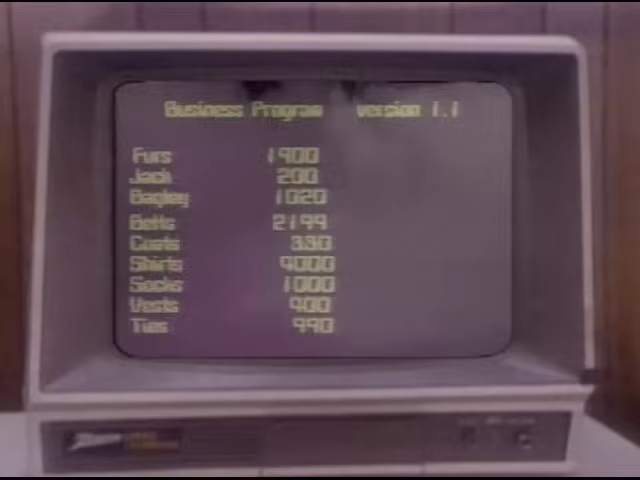 Business Program version 1.1
Furs 1900
Jack 200
Bagley 1020
Belts 2199
Coats 330
Shirts 9000
Socks 1000
Vests 900
Ties 990